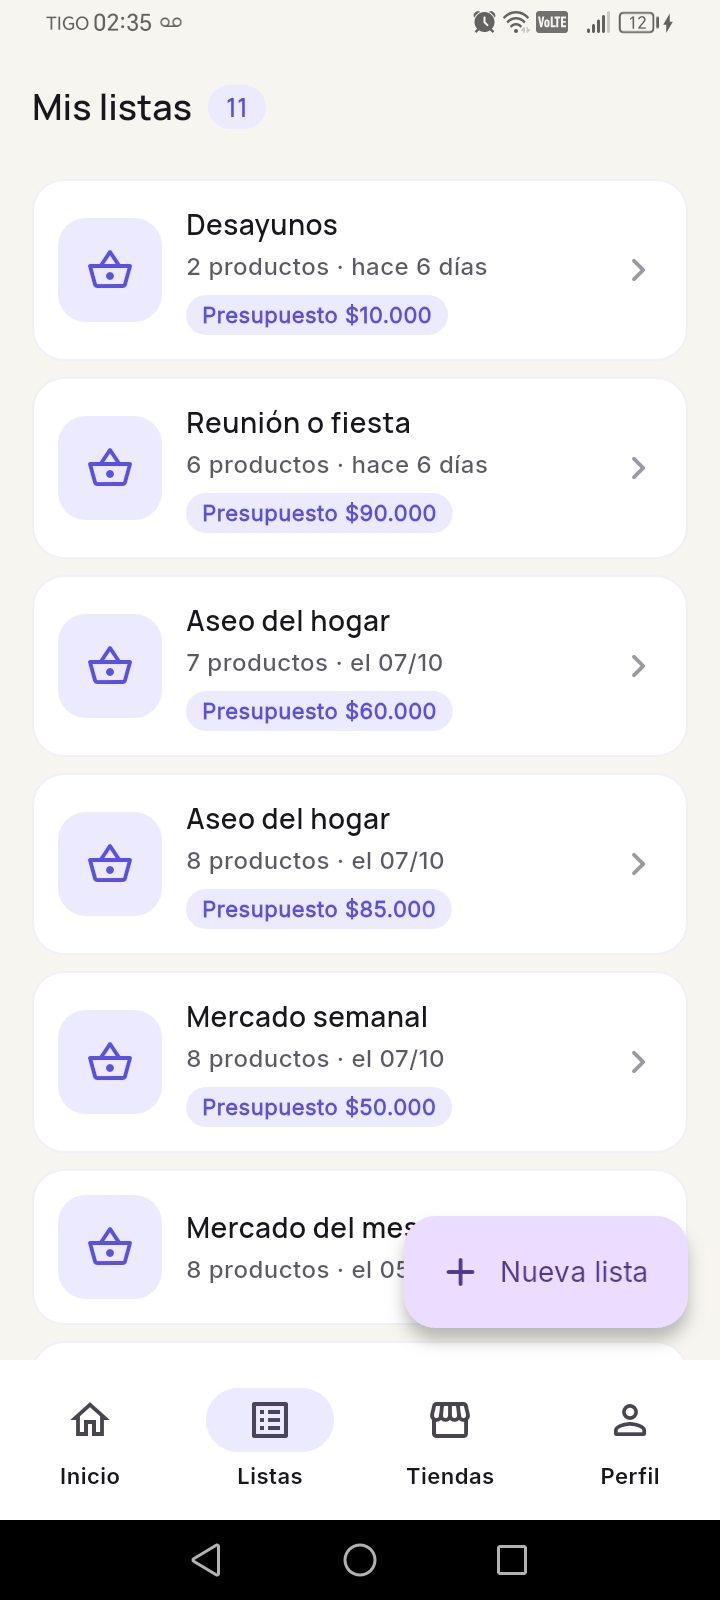 TIGO 02:35 VoLTE 12
Mis listas 11
Desayunos
2 productos · hace 6 días
Presupuesto $10.000
Reunión o fiesta
6 productos · hace 6 días
Presupuesto $90.000
Aseo del hogar
7 productos · el 07/10
Presupuesto $60.000
Aseo del hogar
8 productos · el 07/10
Presupuesto $85.000
Mercado semanal
8 productos · el 07/10
Presupuesto $50.000
Mercado del mes
8 productos · el 05
Nueva lista
Inicio Listas Tiendas Perfil